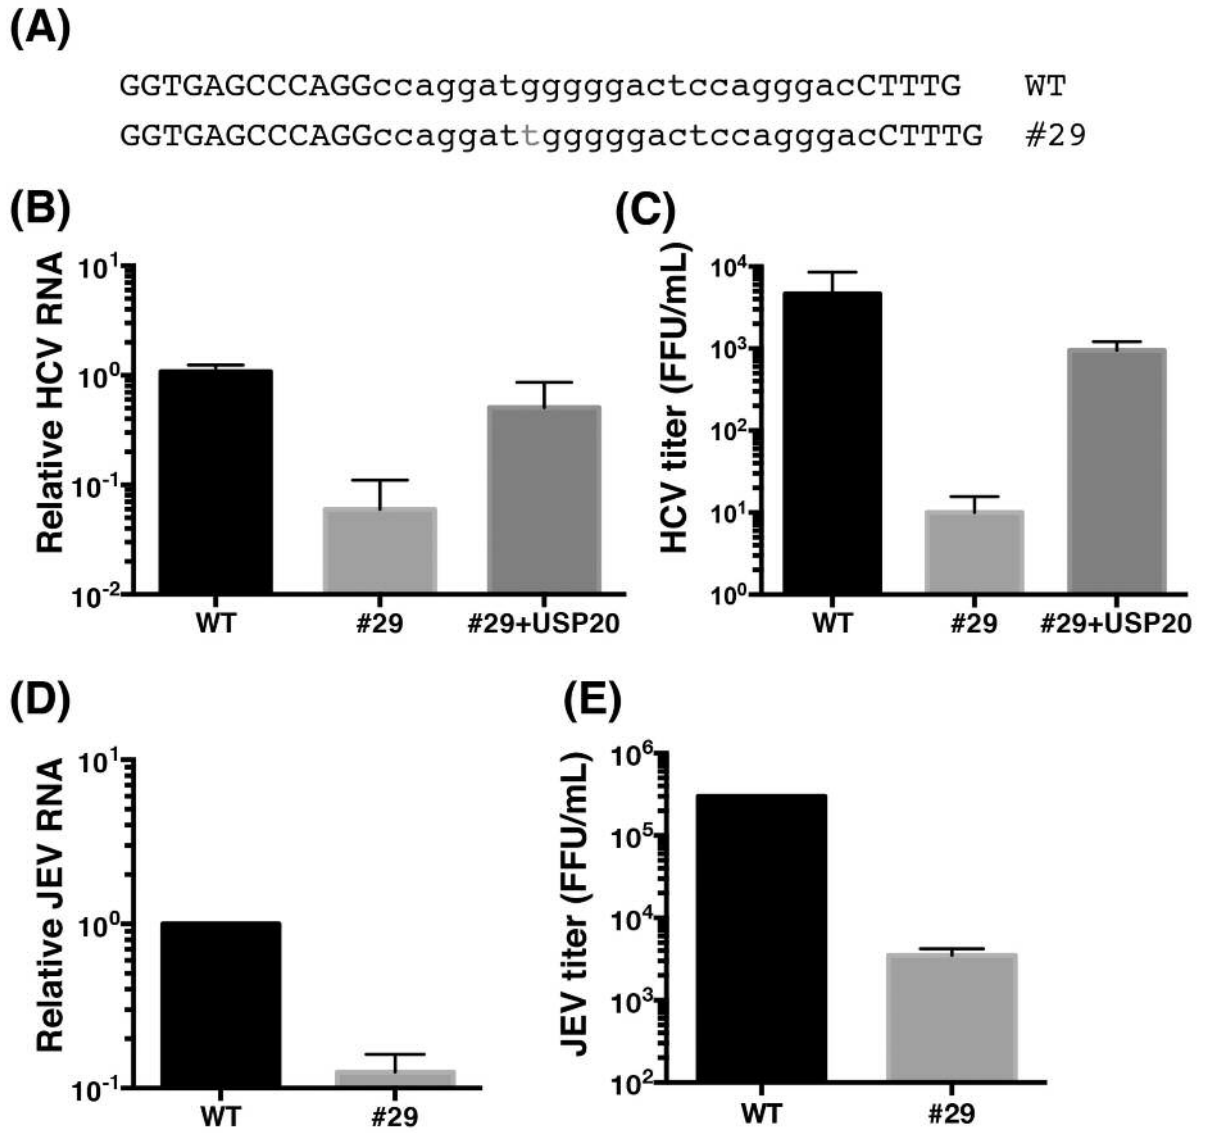 (A)
GGTGAGCCCAGGccaggatgggggactccagggacCTTTG WT
GGTGAGCCCAGGccaggattgggggactccagggacCTTTG #29
(B)
Relative HCV RNA
10^1
10^0
10^-1
10^-2
WT #29 #29+USP20
(C)
HCV titer (FFU/mL)
10^4
10^3
10^2
10^1
10^0
WT #29 #29+USP20
(D)
Relative JEV RNA
10^1
10^0
10^-1
WT #29
(E)
JEV titer (FFU/mL)
10^6
10^5
10^4
10^3
10^2
WT #29